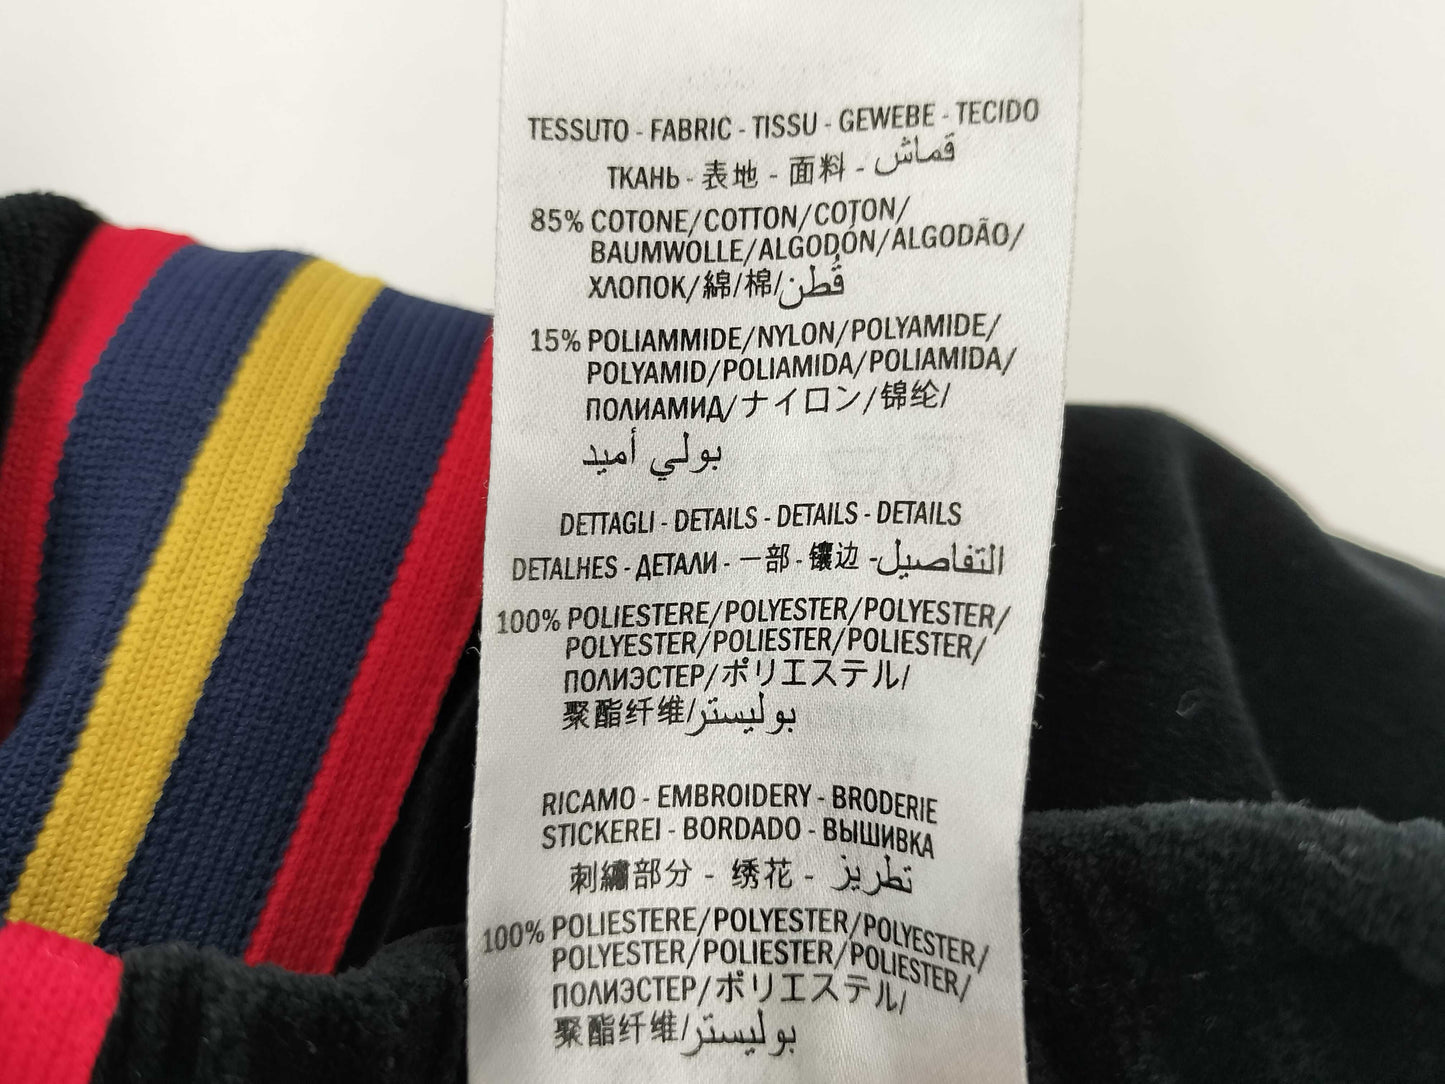 TESSUTO - FABRIC - TISSU - GEWEBE - TECIDO
ТКАНЬ - 表地 - 面料 - قماش
85% COTONE/COTTON/COTON/
BAUMWOLLE/ALGODÓN/ALGODÃO/
ХЛОПОК/綿/棉/قُطن
15% POLIAMMIDE/NYLON/POLYAMIDE/
POLYAMID/POLIAMIDA/POLIAMIDA/
ПОЛИАМИД/ナイロン/锦纶/
بولي أميد
DETTAGLI - DETAILS - DETAILS - DETAILS
DETALHES - ДЕТАЛИ - 一部 - 镶边 - التفاصيل
100% POLIESTERE/POLYESTER/POLYESTER/
POLYESTER/POLIESTER/POLIESTER/
ПОЛИЭСТЕР/ポリエステル/
聚酯纤维/بوليستر
RICAMO - EMBROIDERY - BRODERIE
STICKEREI - BORDADO - ВЫШИВКА
刺繍部分 - 绣花 - تطريز
100% POLIESTERE/POLYESTER/POLYESTER/
POLYESTER/POLIESTER/POLIESTER/
ПОЛИЭСТЕР/ポリエステル/
聚酯纤维/بوليستر